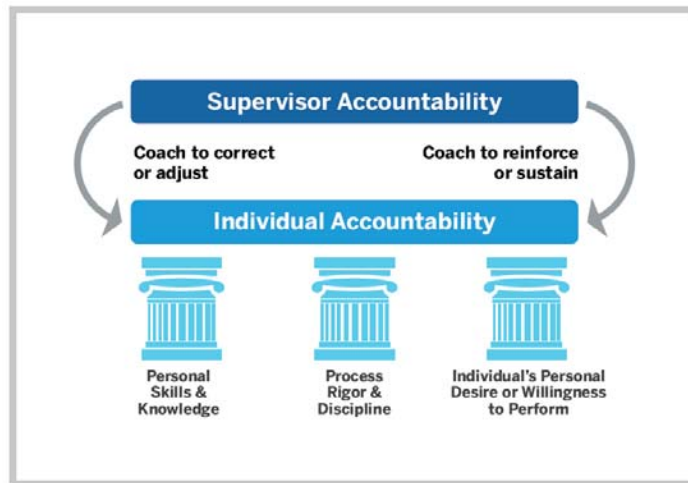 Supervisor Accountability
Coach to correct
or adjust
Coach to reinforce
or sustain
Individual Accountability
Personal
Skills &
Knowledge
Process
Rigor &
Discipline
Individual's Personal
Desire or Willingness
to Perform